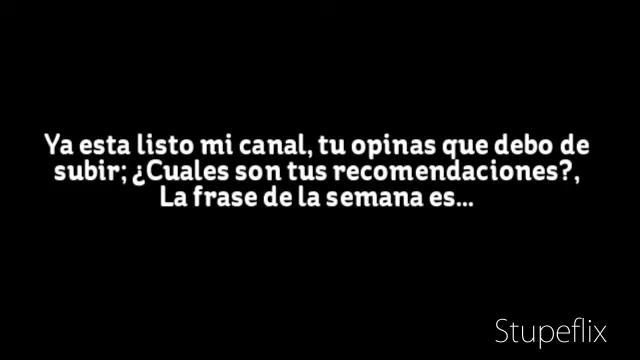 Ya esta listo mi canal, tu opinas que debo de
subir; ¿Cuales son tus recomendaciones?,
La frase de la semana es...
Stupeflix